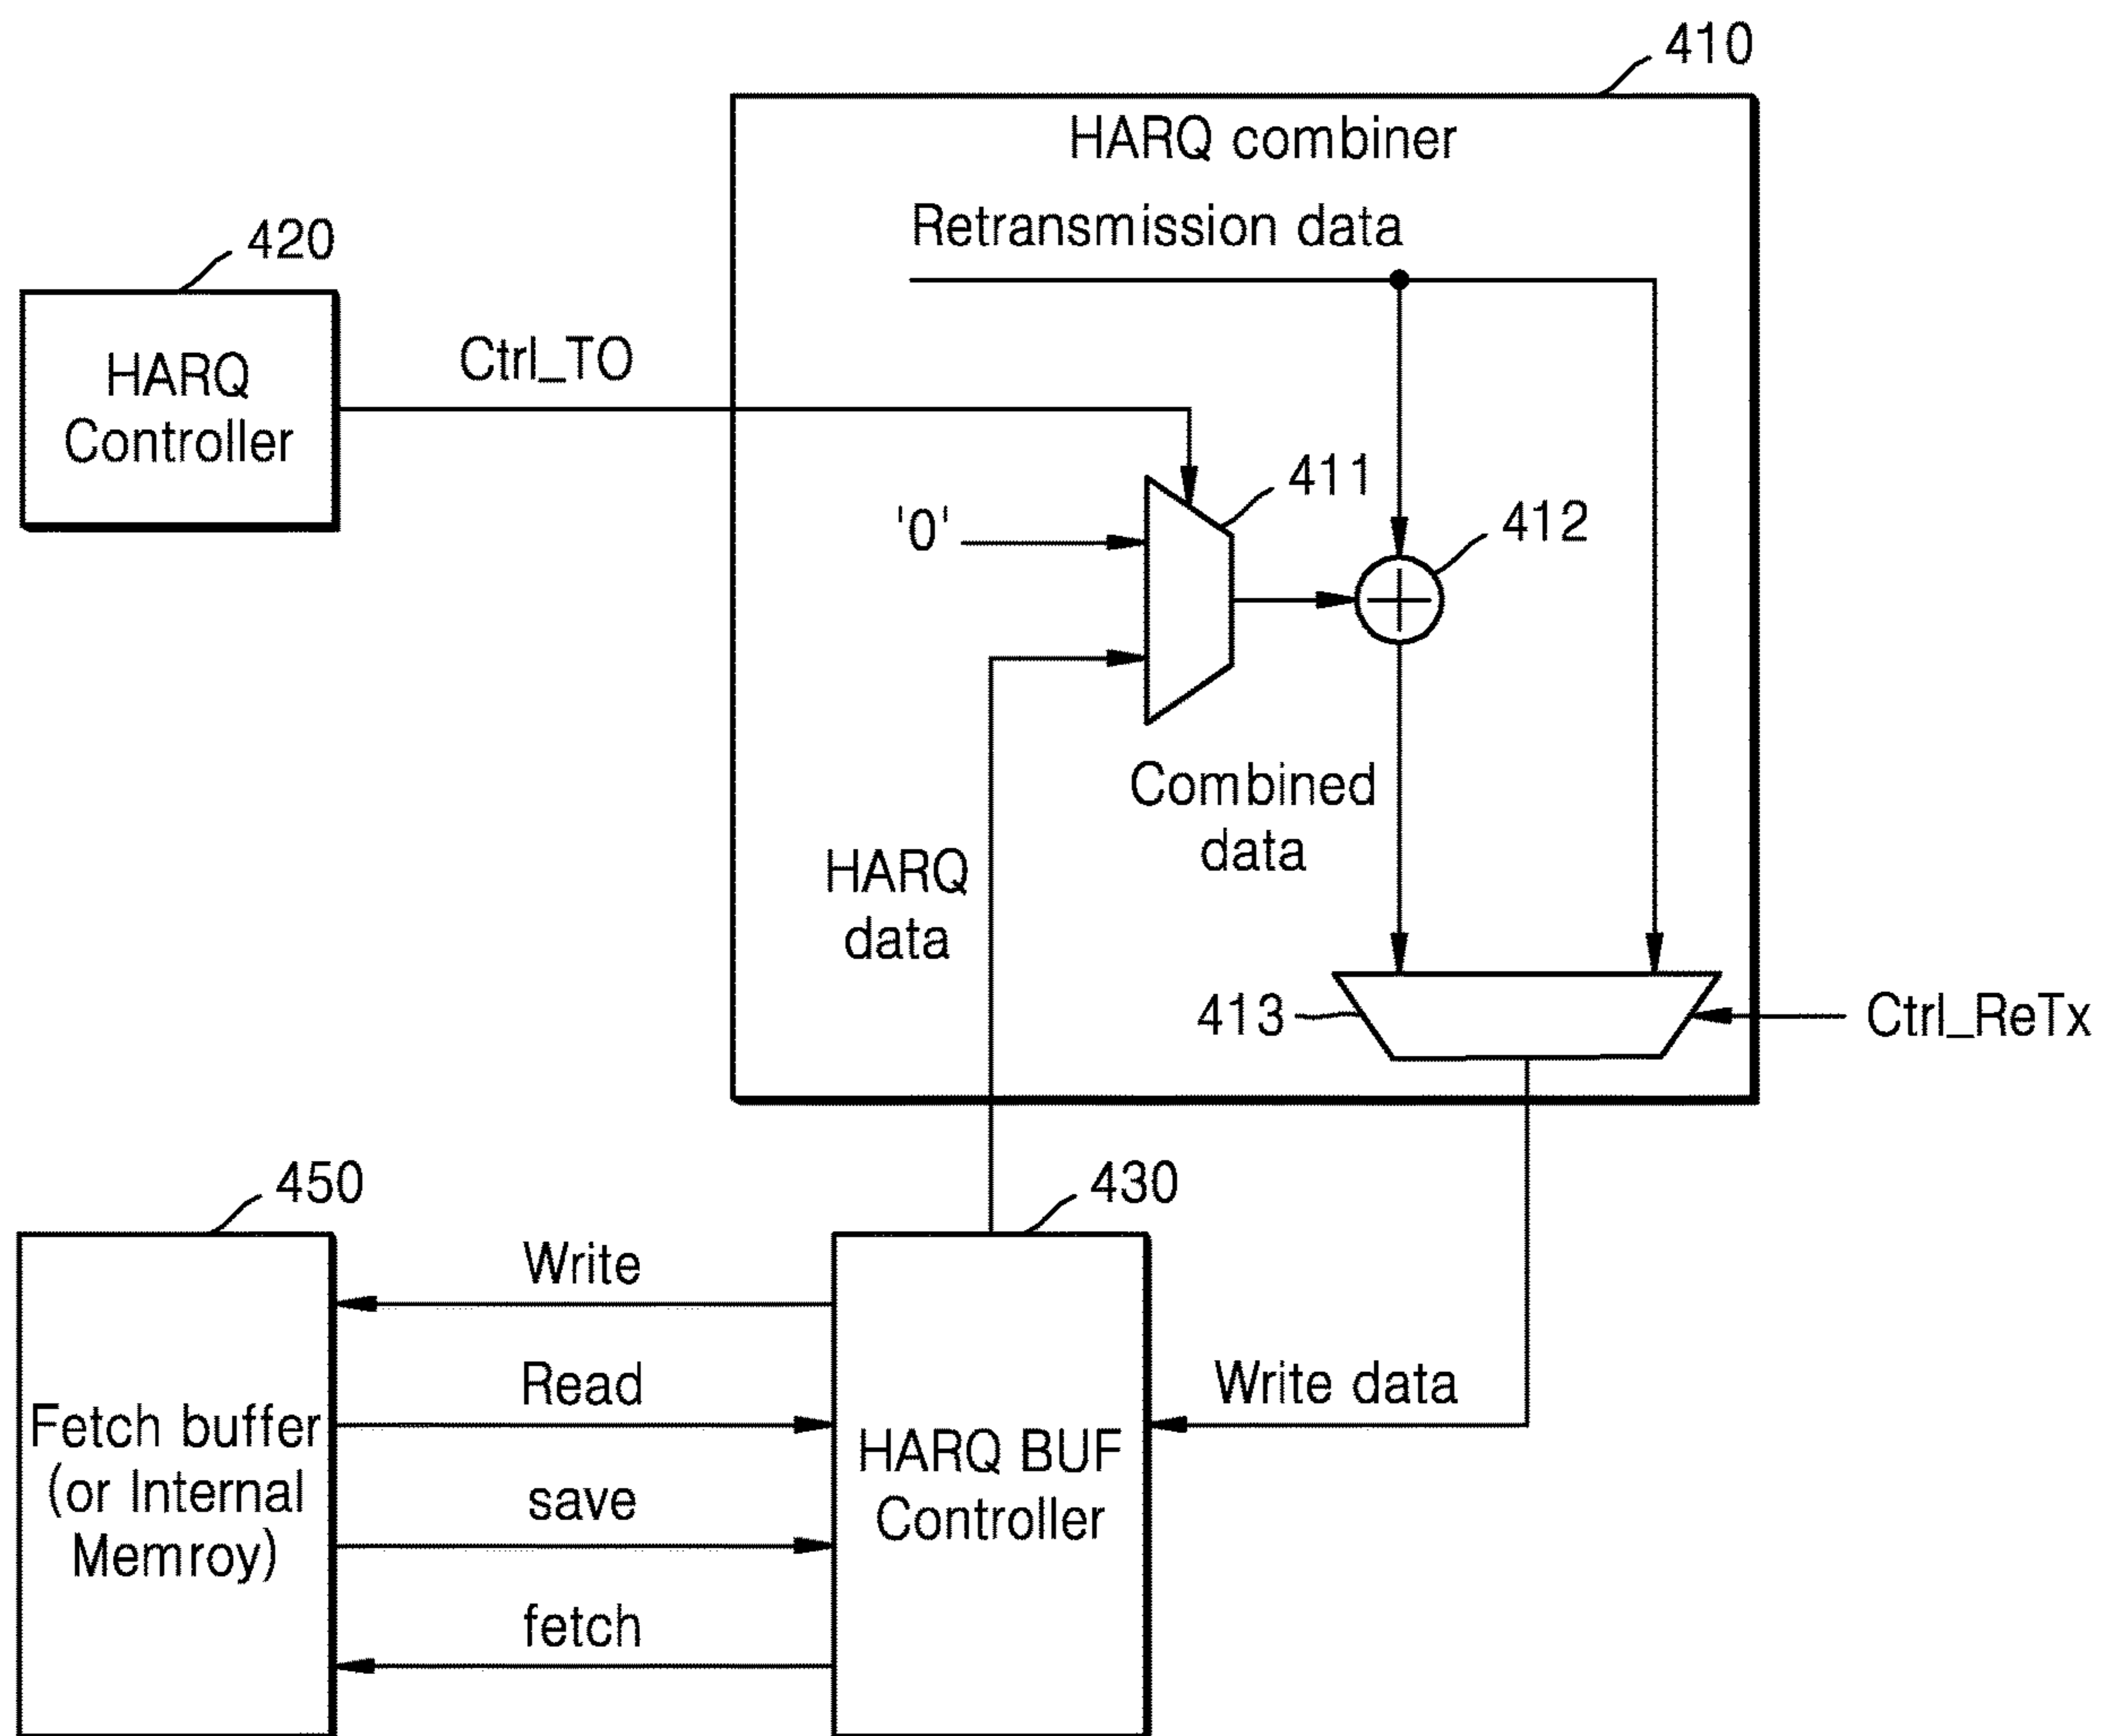 410
HARQ combiner
Retransmission data
420
HARQ
Controller
Ctrl_TO
411
'0'
412
Combined
data
HARQ
data
413
Ctrl_ReTx
450
430
Write
Read
Write data
Fetch buffer
(or Internal
Memroy)
HARQ BUF
Controller
save
fetch